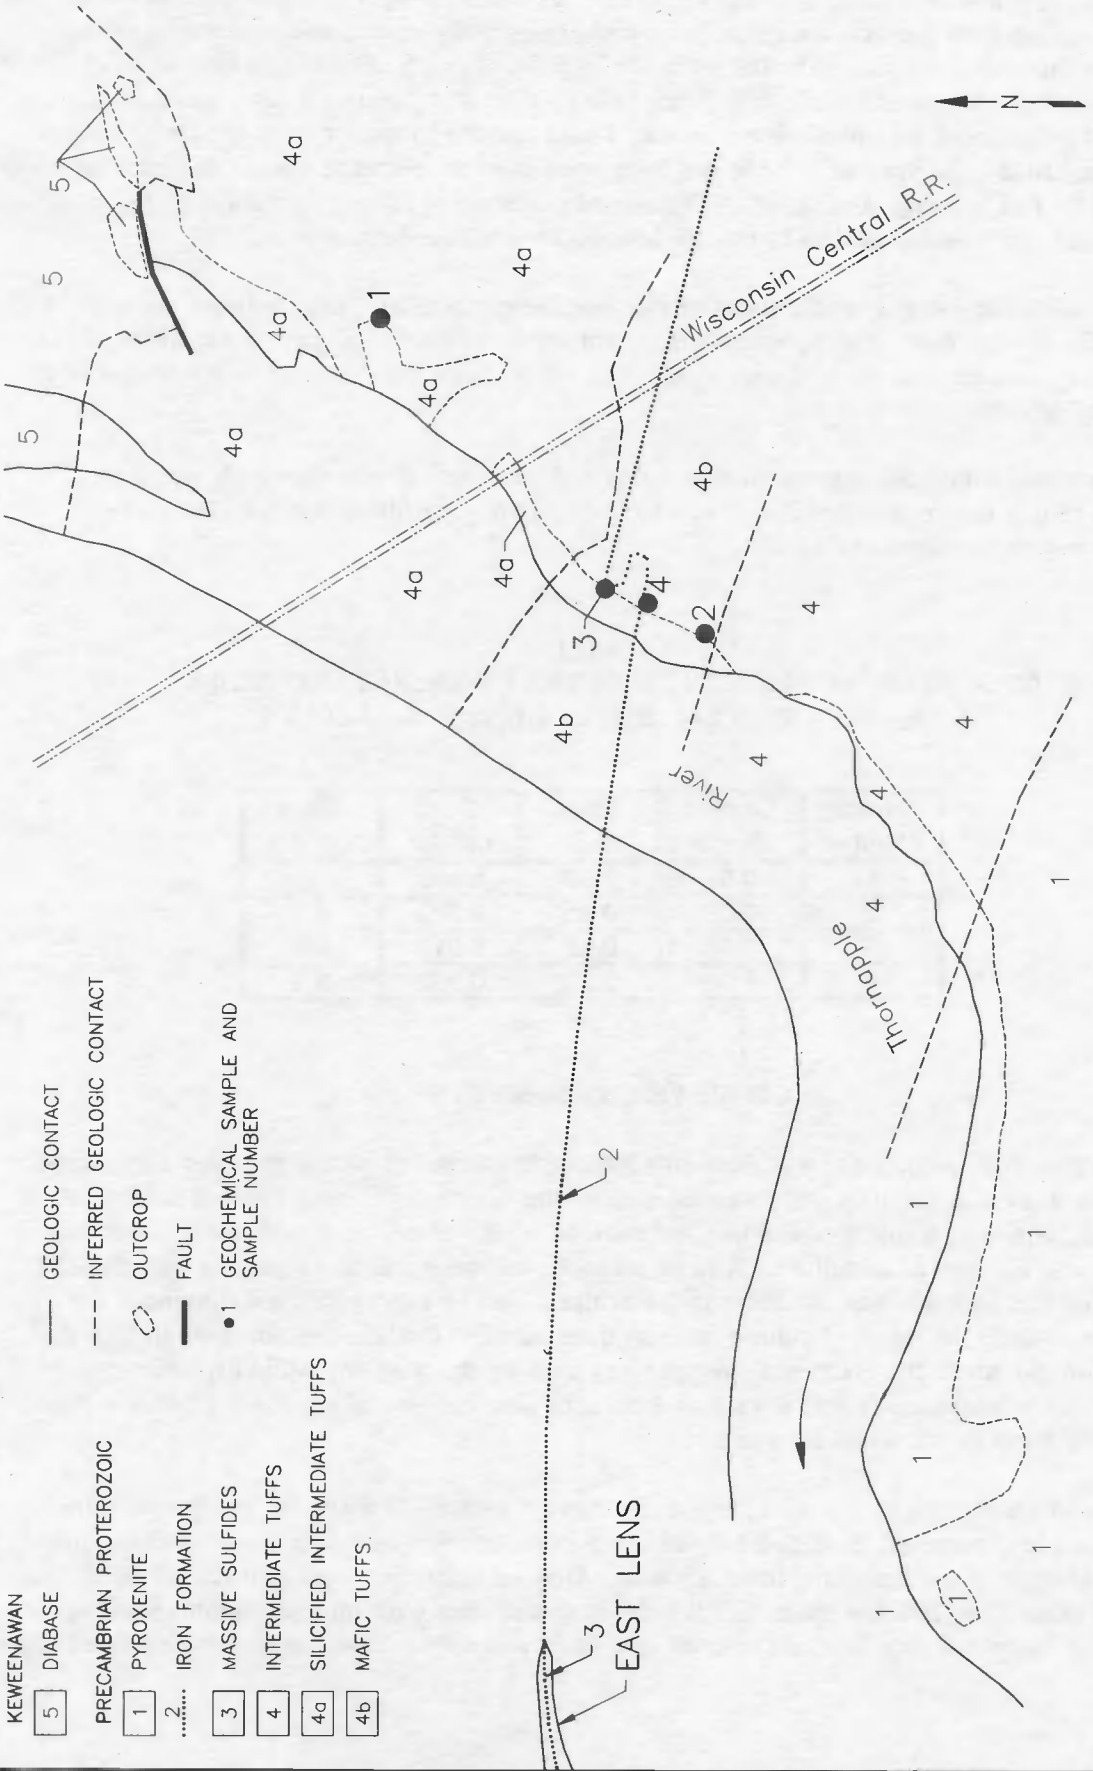 KEWEENAWAN
5 DIABASE
PRECAMBRIAN PROTEROZOIC
1 PYROXENITE
2 IRON FORMATION
3 MASSIVE SULFIDES
4 INTERMEDIATE TUFFS
4a SILICIFIED INTERMEDIATE TUFFS
4b MAFIC TUFFS.
GEOLOGIC CONTACT
INFERRED GEOLOGIC CONTACT
OUTCROP
FAULT
1 GEOCHEMICAL SAMPLE AND
SAMPLE NUMBER
5
5
5
4a
4a
4a
4a
4a
4a
4a
1
N
Wisconsin Central R.R.
3
4
2
4b
4b
River
4
4
4
4
4
Thornapple
2
3
EAST LENS
1
1
1
1
1
1
1